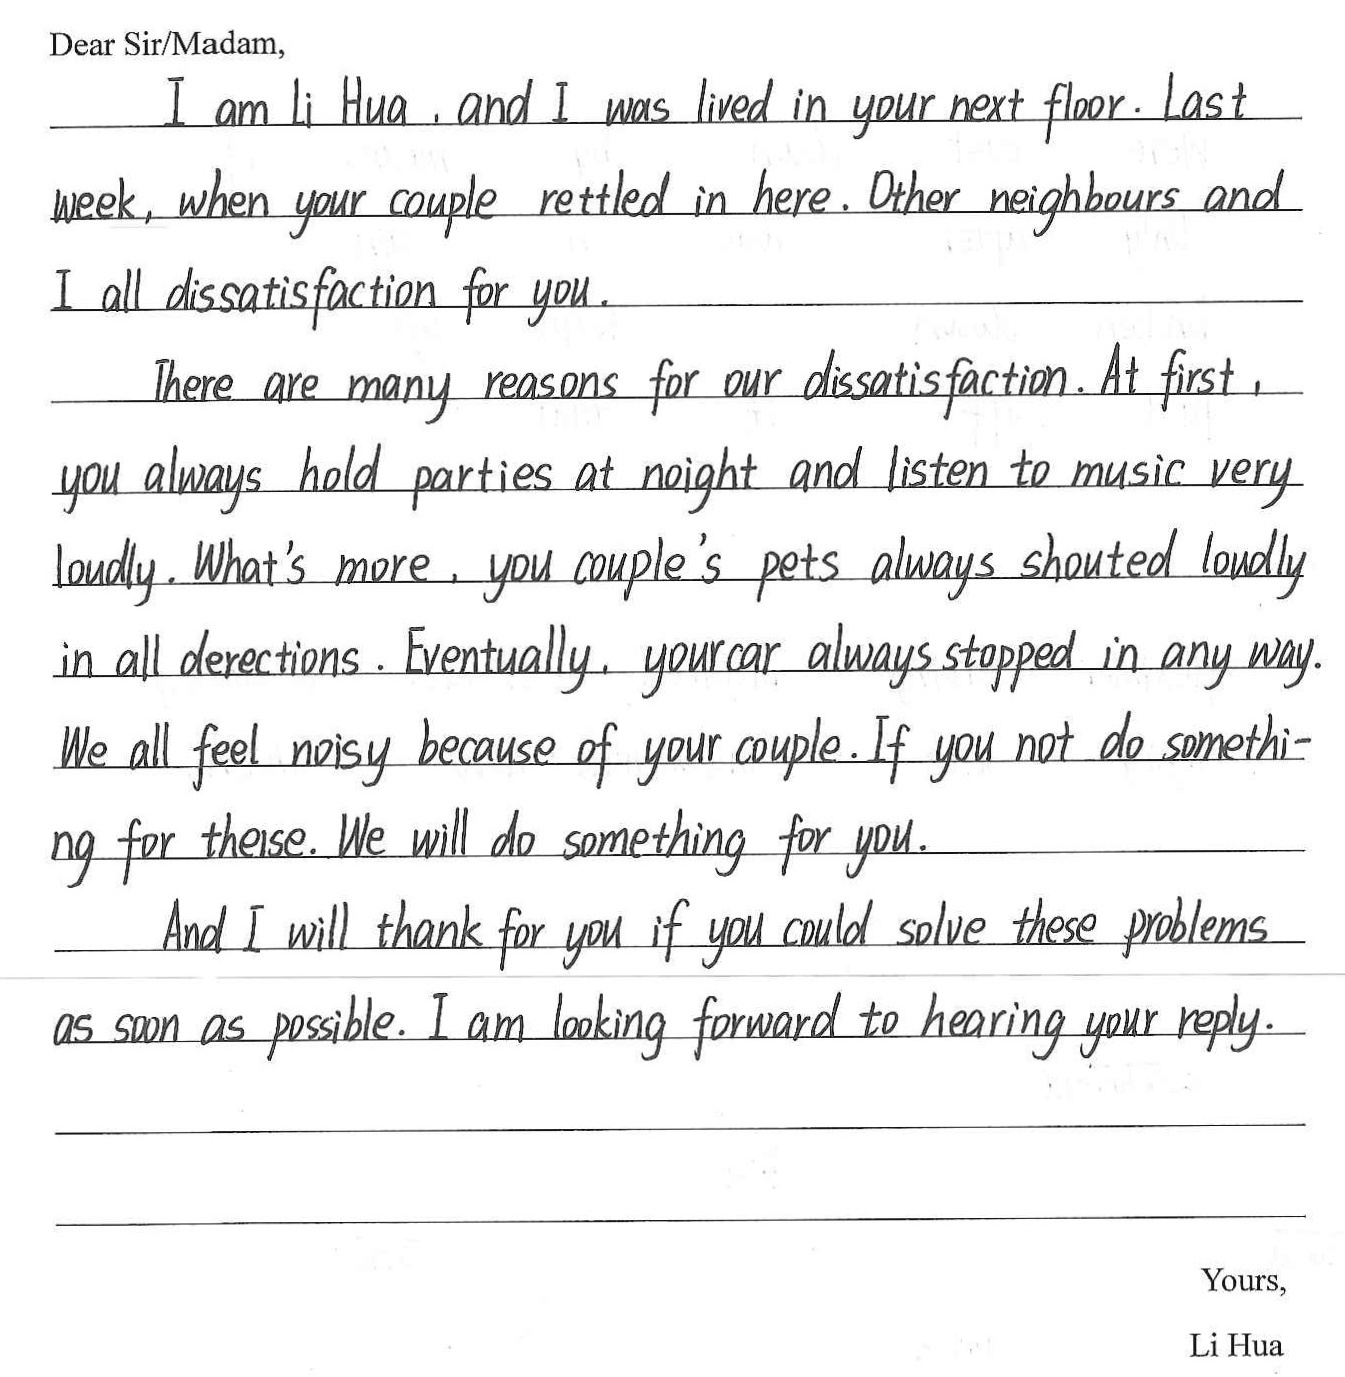 Dear Sir/Madam,
I am Li Hua, and I was lived in your next floor. Last
week, when your couple rettled in here. Other neighbours and
I all dissatisfaction for you.
There are many reasons for our dissatisfaction. At first,
you always hold parties at noight and listen to music very
loudly. What's more, you couple's pets always shouted loudly
in all derections. Eventually, your car always stopped in any way.
We all feel noisy because of your couple. If you not do somethi-
ng for theise. We will do something for you.
And I will thank for you if you could solve these problems
as soon as possible. I am looking forward to hearing your reply.
Yours,
Li Hua